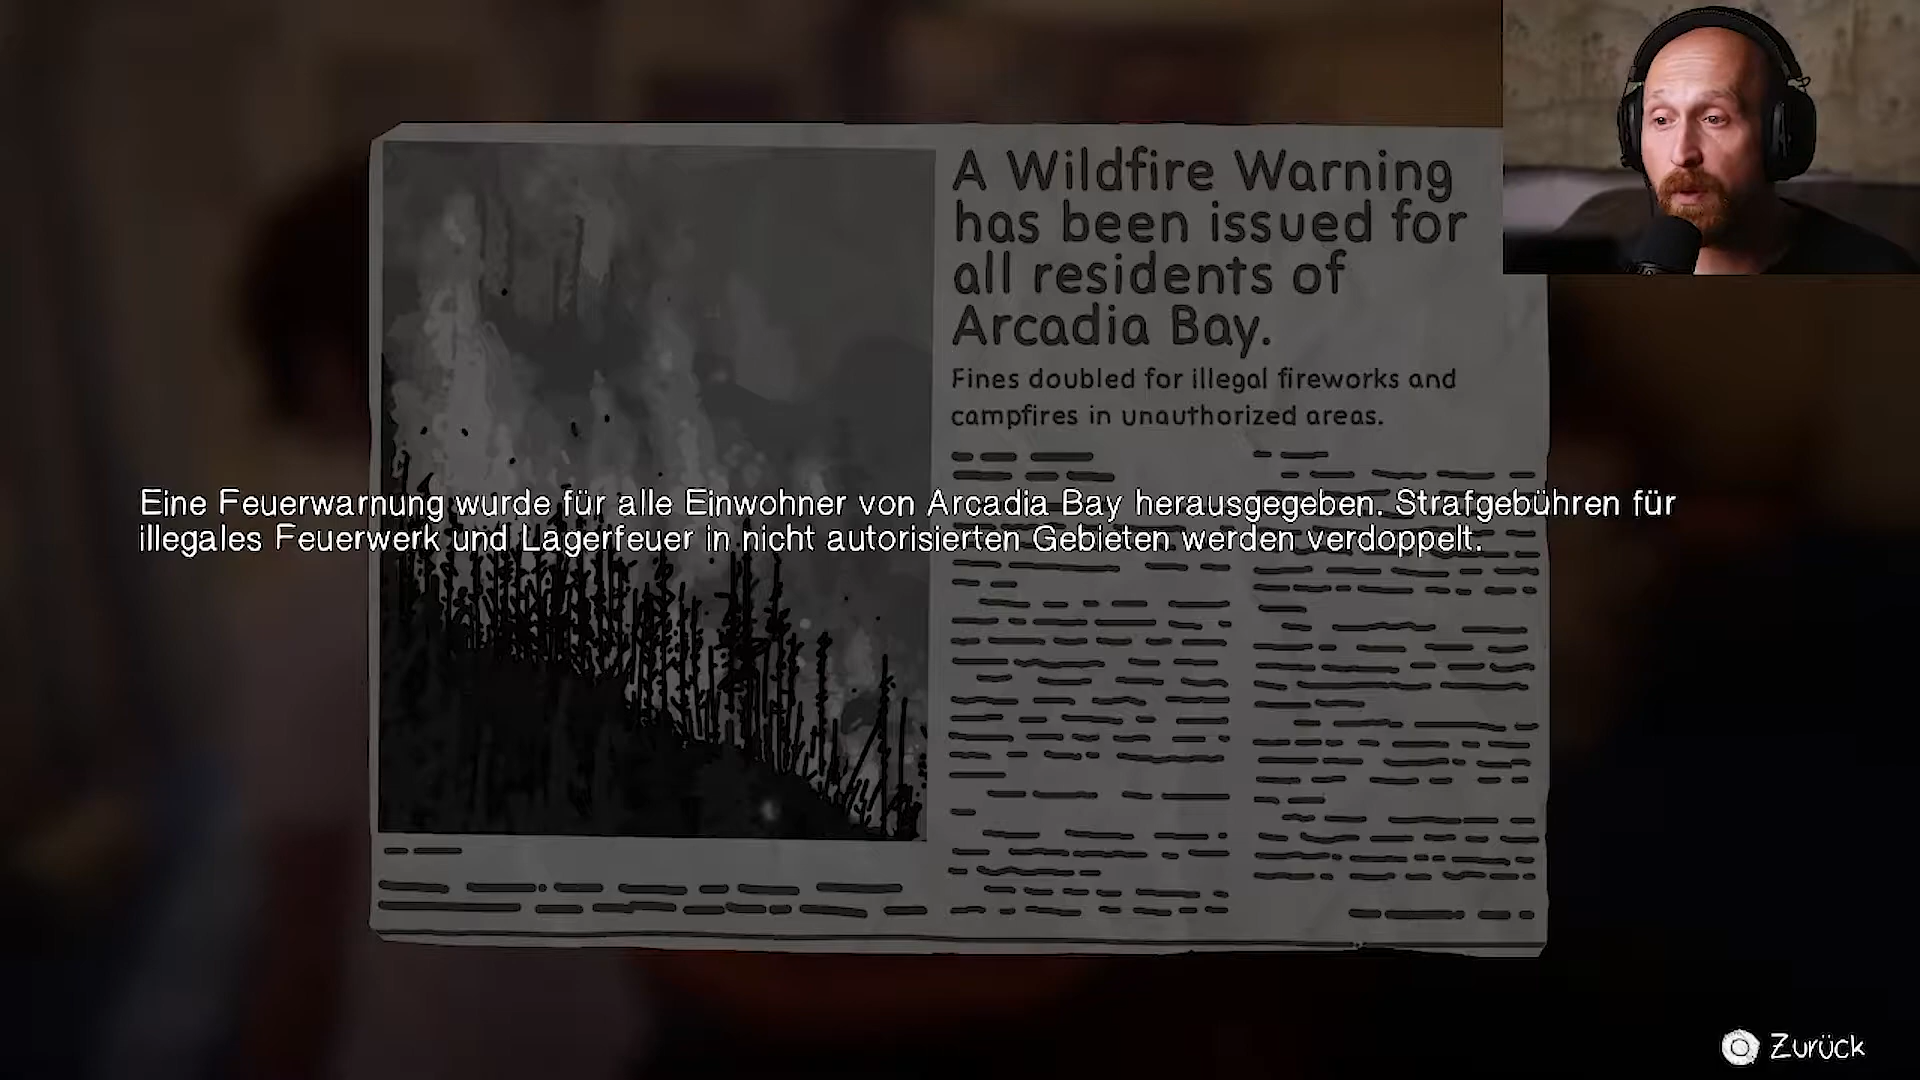 A Wildfire Warning
has been issued for
all residents of
Arcadia Bay.
Fines doubled for illegal fireworks and
campfires in unauthorized areas.
Eine Feuerwarnung wurde für alle Einwohner von Arcadia Bay herausgegeben. Strafgebühren für
illegales Feuerwerk und Lagerfeuer in nicht autorisierten Gebieten werden verdoppelt.
Zurück